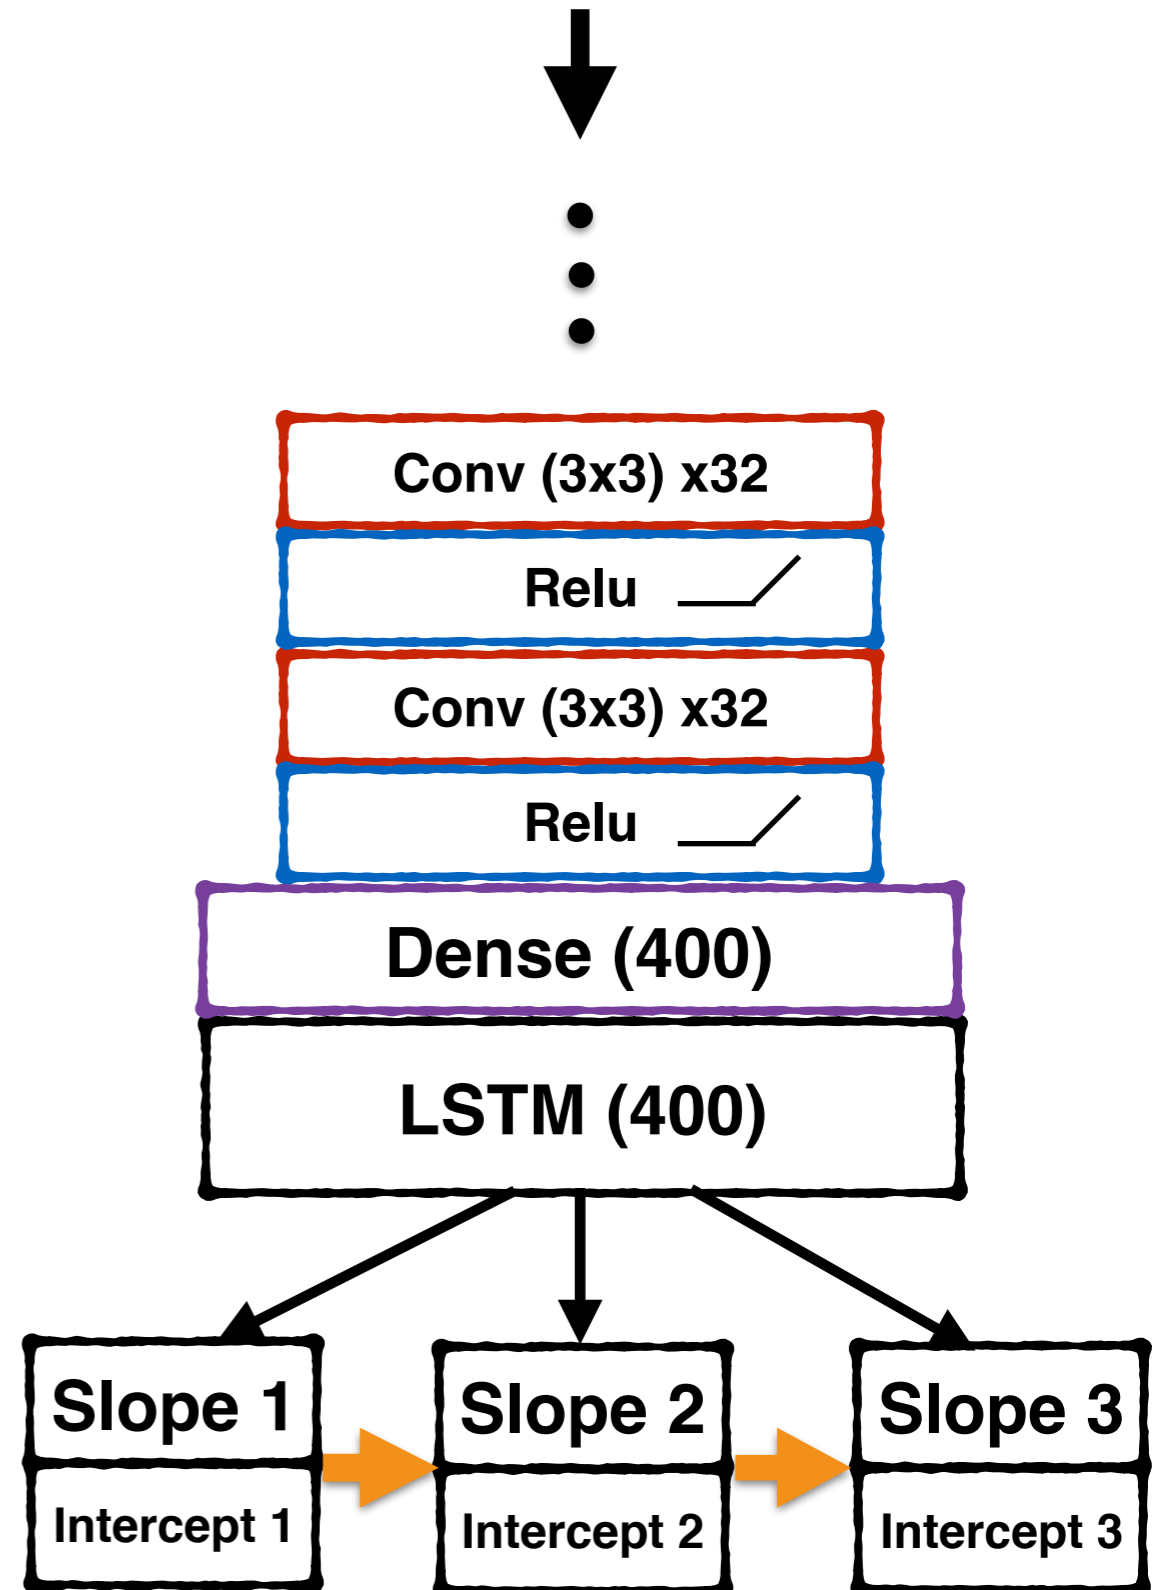 Conv (3x3) x32
Relu
Conv (3x3) x32
Relu
Dense (400)
LSTM (400)
Slope 1
Slope 2
Slope 3
Intercept 1
Intercept 2
Intercept 3